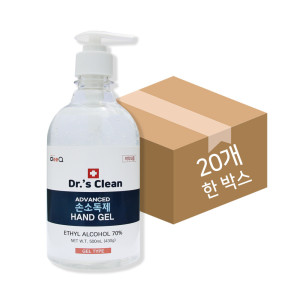 Dr.'s Clean
ADVANCED
손소독제
HAND GEL
ETHYL ALCOHOL 70%
NET WT. 500mL (430g)
GEL TYPE
20개
한 박스